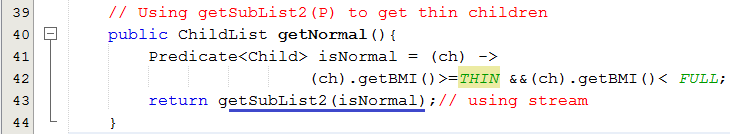 39 // Using getSubList2(P) to get thin children
40 public ChildList getNormal(){
41 Predicate<Child> isNormal = (ch) ->
42 (ch).getBMI()>=THIN &&(ch).getBMI()< FULL;
43 return getSubList2(isNormal);// using stream
44 }